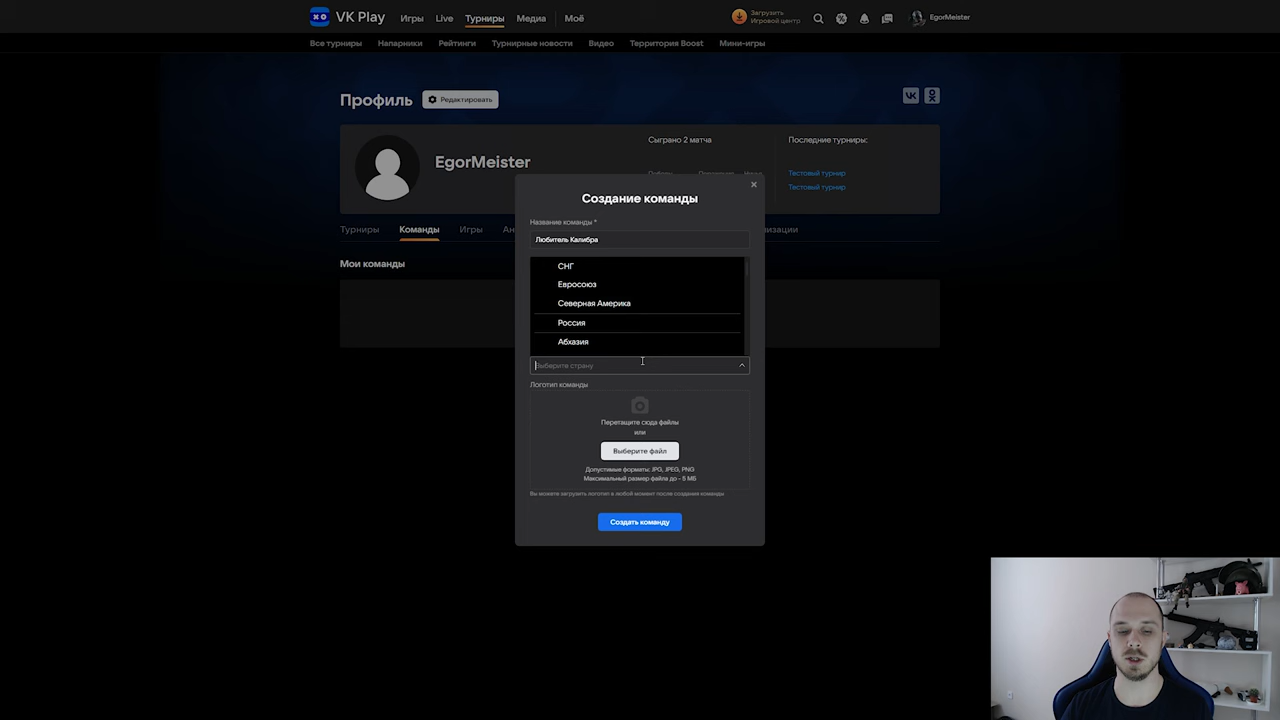 VK Play
Игры
Live
Турниры
Медиа
Моё
Загрузить
Игровой центр
EgorMeister
Все турниры
Напарники
Рейтинги
Турнирные новости
Видео
Территория Boost
Мини-игры
Профиль
Редактировать
EgorMeister
Сыграно 2 матча
Последние турниры:
Тестовый турнир
Тестовый турнир
Турниры
Команды
Игры
Мои команды
Создание команды
Название команды *
Любитель Калибра
СНГ
Евросоюз
Северная Америка
Россия
Абхазия
Выберите страну
Логотип команды
Перетащите сюда файлы
или
Выберите файл
Допустимые форматы: JPG, JPEG, PNG
Максимальный размер файла до - 5 МБ
Вы можете загрузить логотип в любой момент после создания команды
Создать команду